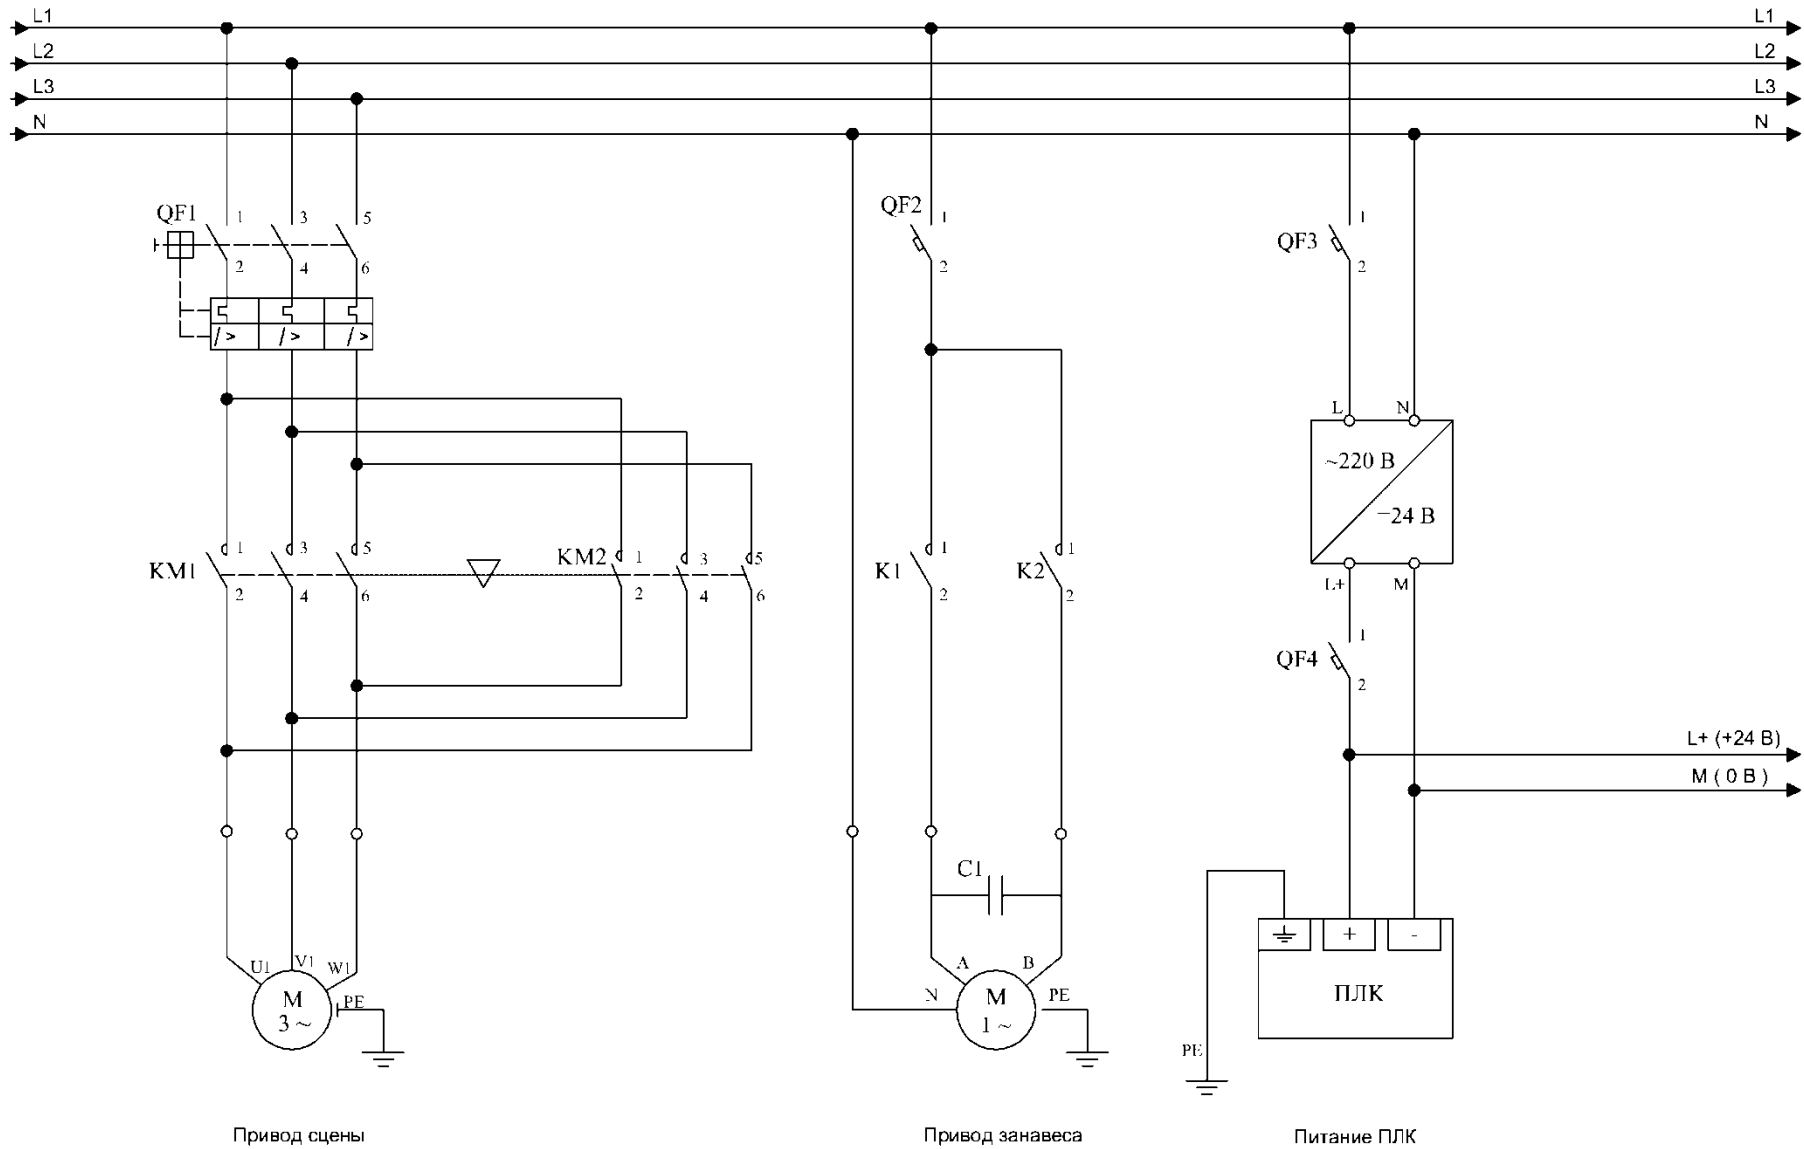 L1 L1
L2 L2
L3 L3
N N
QF1 1 3 5
2 4 6
/> /> />
QF2 1
2
QF3 1
2
L N
~220 В
=24 В
L+ M
KM1 1 3 5
2 4 6
KM2 1 3 5
2 4 6
K1 1
2
K2 1
2
QF4 1
2
L+ (+24 В)
M ( 0 В )
C1
U1 V1 W1
M
3 ~
PE
A B
N
M
1 ~
PE
+ -
ПЛК
PE
Привод сцены
Привод занавеса
Питание ПЛК